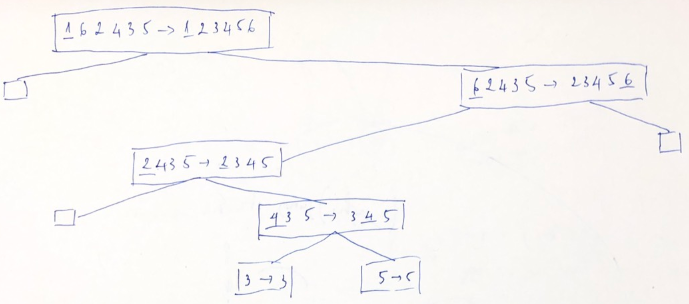 1 6 2 4 3 5 → 1 2 3 4 5 6
6 2 4 3 5 → 2 3 4 5 6
2 4 3 5 → 2 3 4 5
4 3 5 → 3 4 5
3 → 3
5 → 5